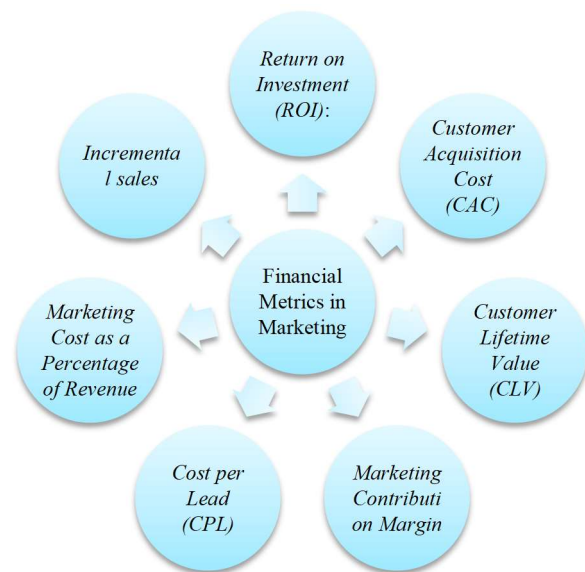 Return on
Investment
(ROI):
Customer
Acquisition
Cost
(CAC)
Customer
Lifetime
Value
(CLV)
Marketing
Contributi
on Margin
Cost per
Lead
(CPL)
Marketing
Cost as a
Percentage
of Revenue
Incrementa
l sales
Financial
Metrics in
Marketing